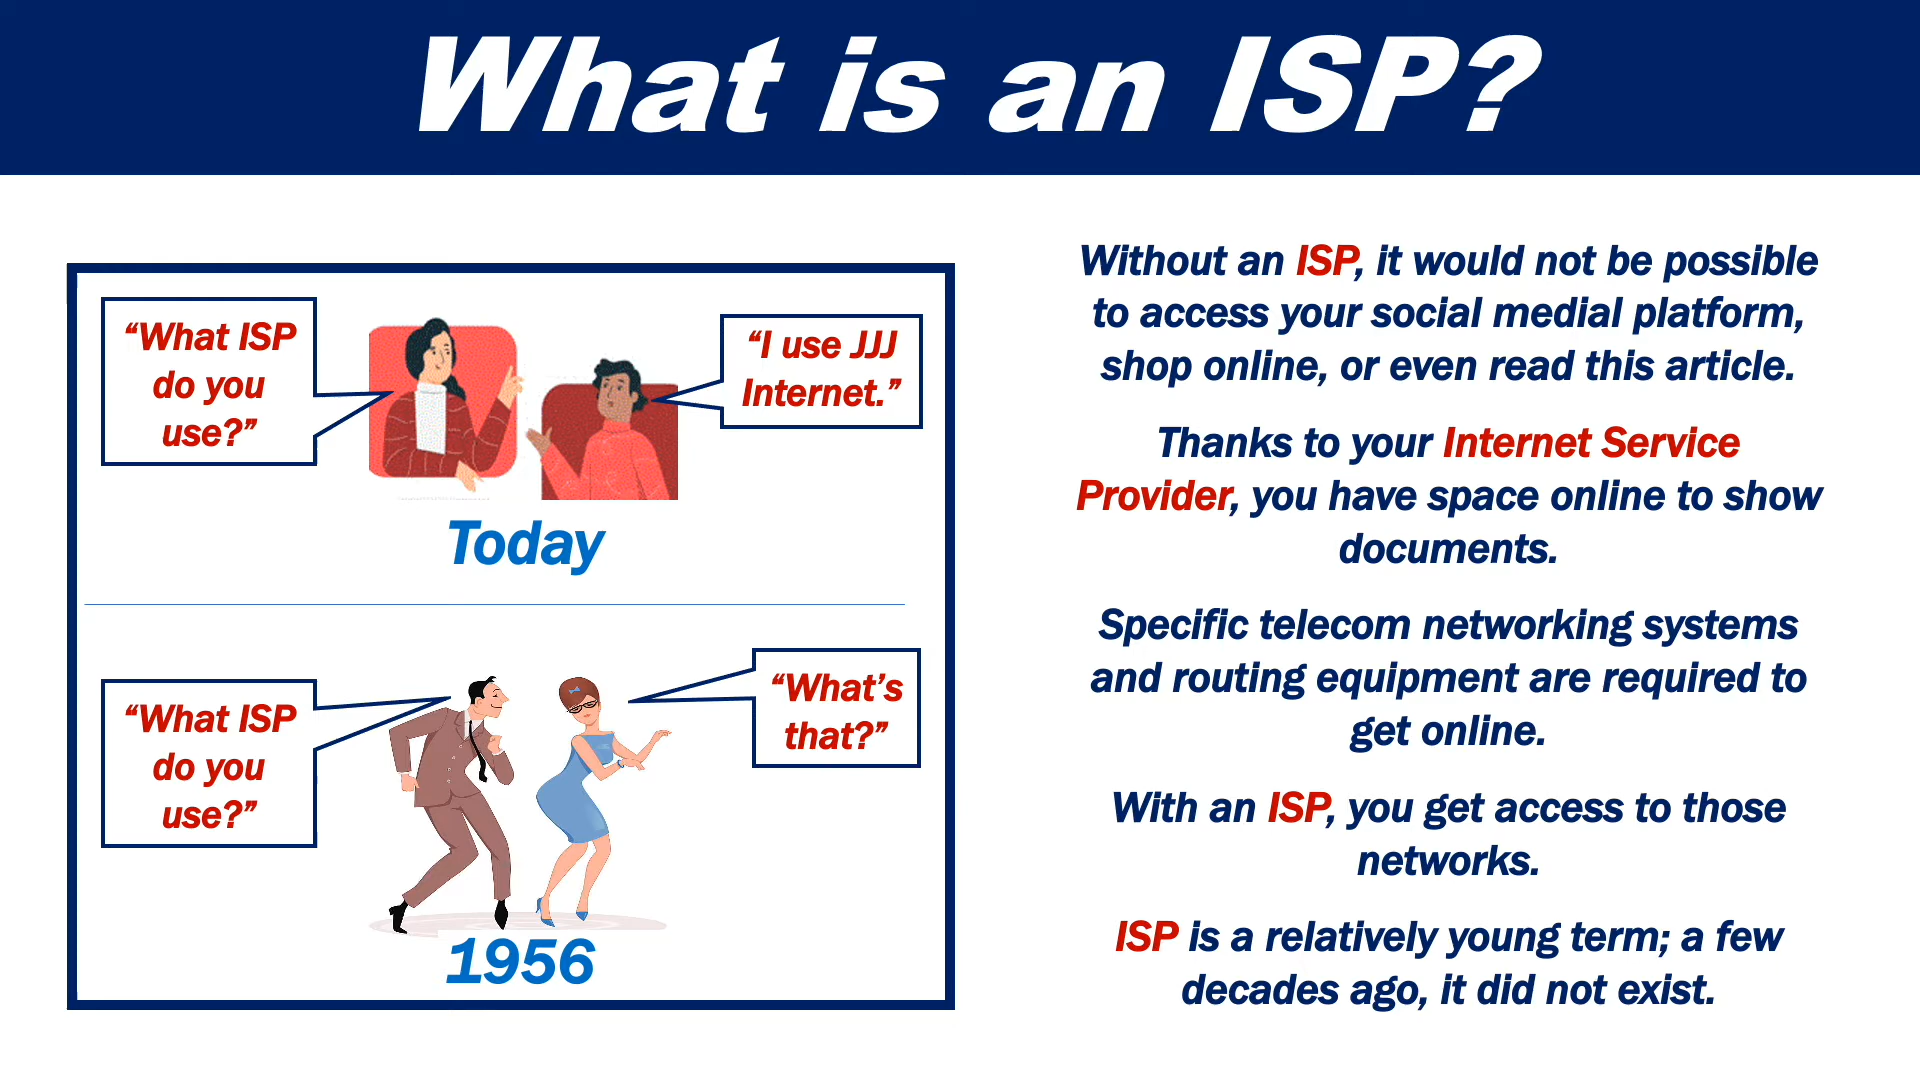 What is an ISP?
“What ISP
do you
use?”
“I use JJJ
Internet.”
Today
“What ISP
do you
use?”
“What’s
that?”
1956
Without an ISP, it would not be possible
to access your social medial platform,
shop online, or even read this article.
Thanks to your Internet Service
Provider, you have space online to show
documents.
Specific telecom networking systems
and routing equipment are required to
get online.
With an ISP, you get access to those
networks.
ISP is a relatively young term; a few
decades ago, it did not exist.